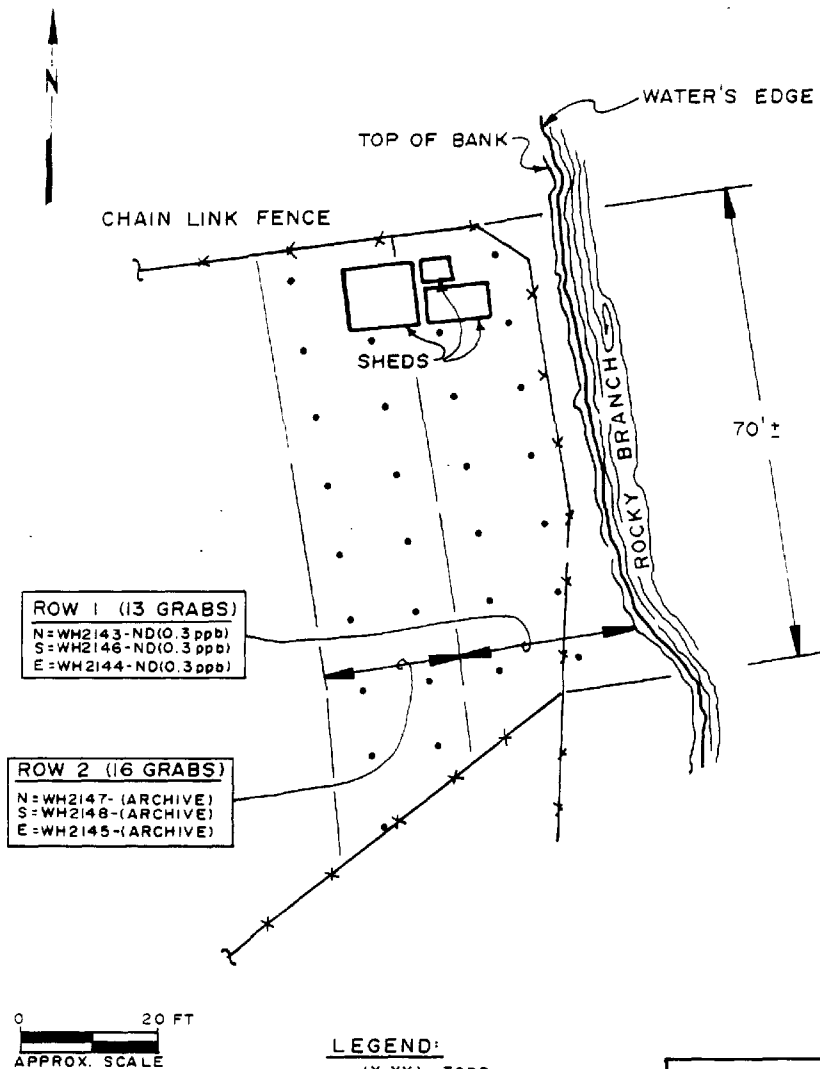 N
WATER'S EDGE
TOP OF BANK
CHAIN LINK FENCE
SHEDS
ROCKY BRANCH
70'±
ROW 1 (13 GRABS)
N=WH2143-ND(0.3ppb)
S=WH2146-ND(0.3ppb)
E=WH2144-ND(0.3ppb)
ROW 2 (16 GRABS)
N=WH2147-(ARCHIVE)
S=WH2148-(ARCHIVE)
E=WH2145-(ARCHIVE)
0 20 FT
APPROX. SCALE
LEGEND: